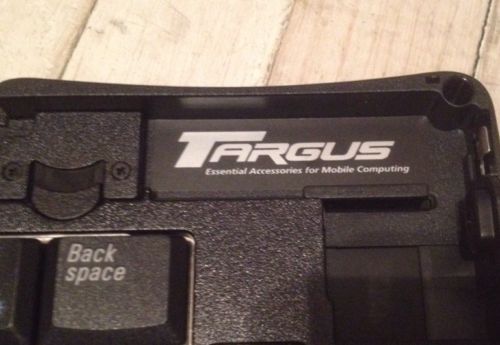 TARGUS
Essential Accessories for Mobile Computing
Back
space